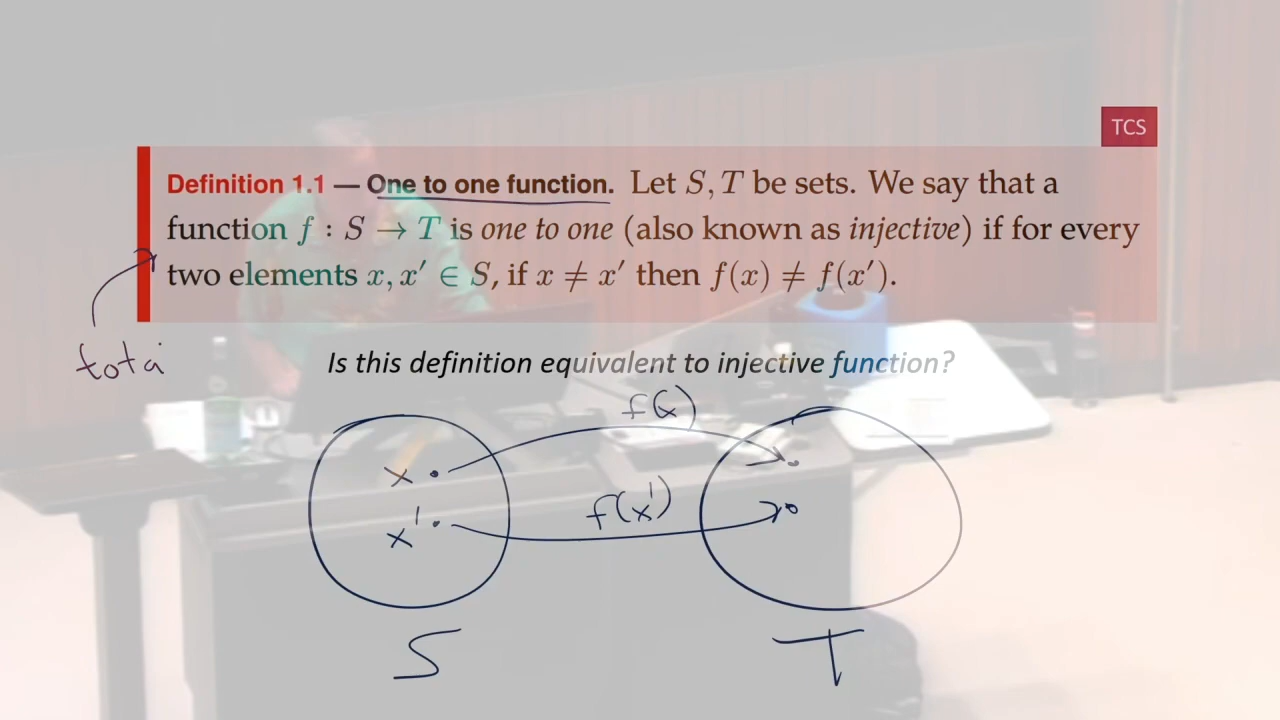 TCS
Definition 1.1 — One to one function. Let S, T be sets. We say that a
function f : S → T is one to one (also known as injective) if for every
two elements x, x′ ∈ S, if x ≠ x′ then f(x) ≠ f(x′).
total
Is this definition equivalent to injective function?
f(x)
x
f(x')
x'
S
T